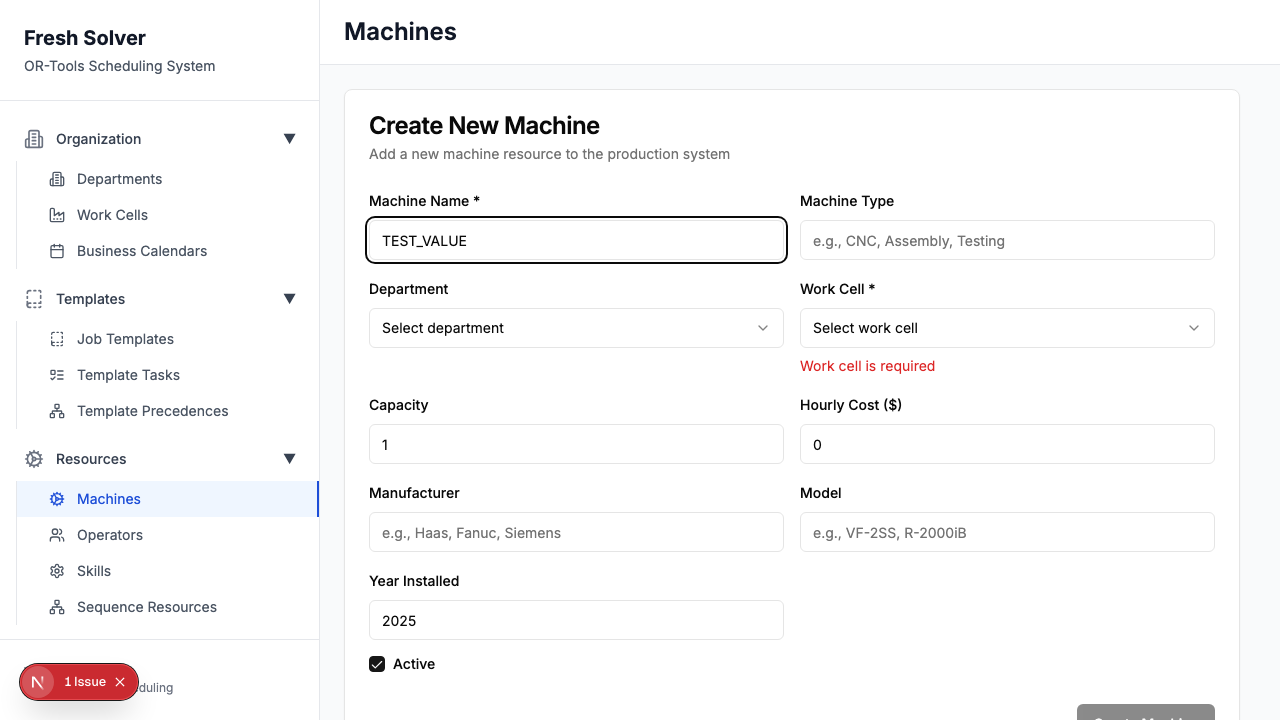 Fresh Solver
OR-Tools Scheduling System
Organization
Departments
Work Cells
Business Calendars
Templates
Job Templates
Template Tasks
Template Precedences
Resources
Machines
Operators
Skills
Sequence Resources
1 Issue
Machines
Create New Machine
Add a new machine resource to the production system
Machine Name *
TEST_VALUE
Machine Type
e.g., CNC, Assembly, Testing
Department
Select department
Work Cell *
Select work cell
Work cell is required
Capacity
1
Hourly Cost ($)
0
Manufacturer
e.g., Haas, Fanuc, Siemens
Model
e.g., VF-2SS, R-2000iB
Year Installed
2025
Active